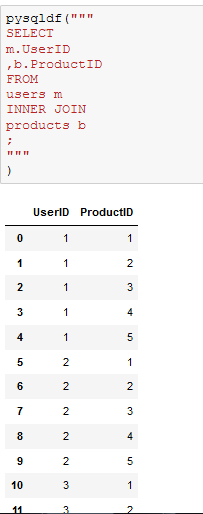 pysqldf("""
SELECT
m.UserID
,b.ProductID
FROM
users m
INNER JOIN
products b
;
"""
)
UserID ProductID
0 1 1
1 1 2
2 1 3
3 1 4
4 1 5
5 2 1
6 2 2
7 2 3
8 2 4
9 2 5
10 3 1
11 3 2